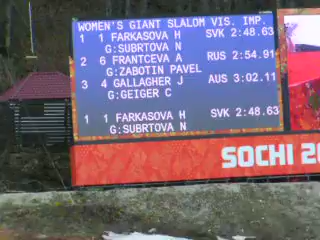 WOMEN'S GIANT SLALOM VIS. IMP.
1 1 FARKASOVA H SVK 2:48.63
G:SUBRTOVA N
2 6 FRANTCEVA A RUS 2:54.91
G:ZABOTIN PAVEL
3 4 GALLAGHER J AUS 3:02.11
G:GEIGER C
1 1 FARKASOVA H SVK 2:48.63
G:SUBRTOVA N
SOCHI